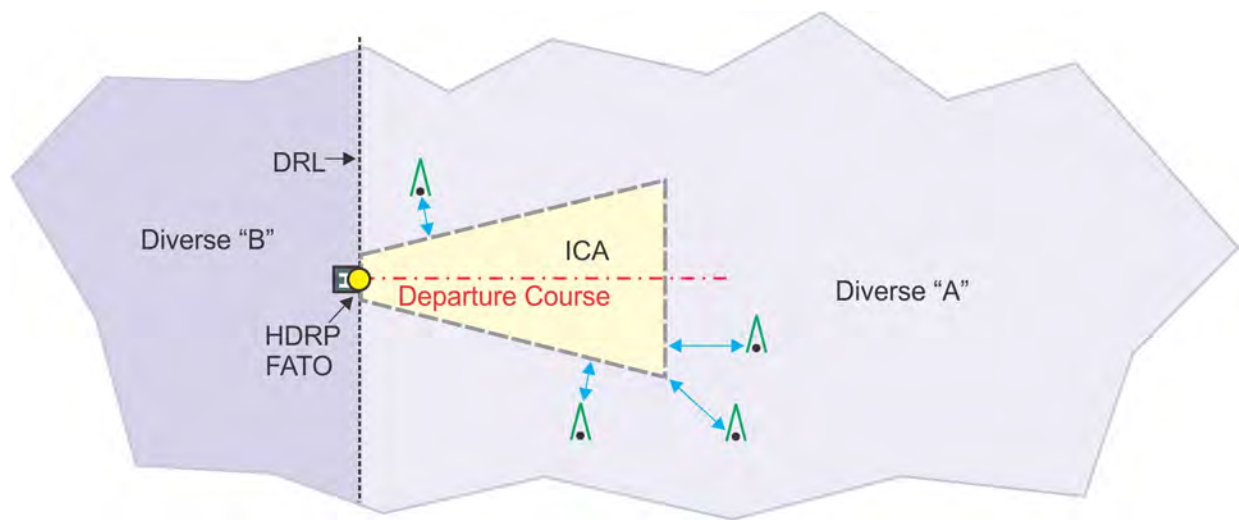 DRL
Diverse “B”
ICA
Departure Course
Diverse “A”
HDRP
FATO
H